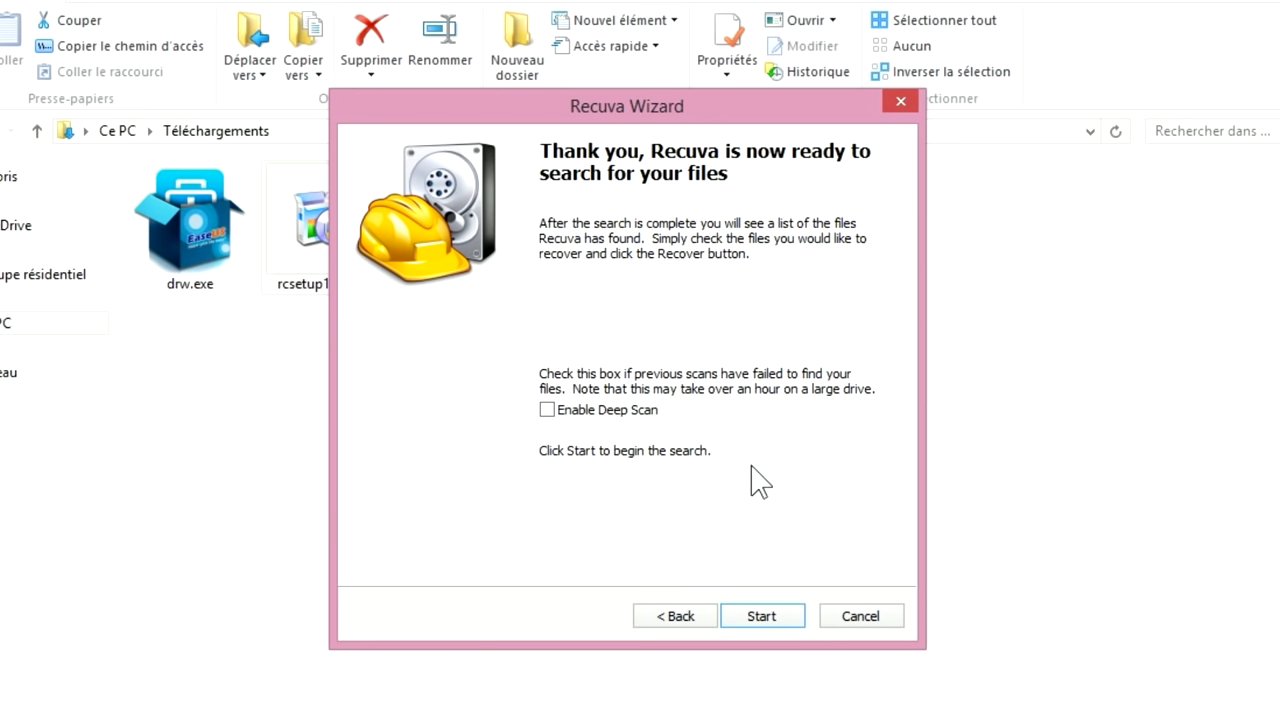 Couper
Nouvel élément
Ouvrir
Sélectionner tout
Copier le chemin d'accès
Accès rapide
Modifier
Aucun
Coller le raccourci
Déplacer
vers
Copier
vers
Supprimer
Renommer
Nouveau
dossier
Propriétés
Historique
Inverser la sélection
Presse-papiers
Recuva Wizard
Ce PC
Téléchargements
Rechercher dans ...
Thank you, Recuva is now ready to
search for your files
After the search is complete you will see a list of the files
Recuva has found. Simply check the files you would like to
recover and click the Recover button.
drw.exe
rcsetup1
upe résidentiel
Check this box if previous scans have failed to find your
files. Note that this may take over an hour on a large drive.
Enable Deep Scan
Click Start to begin the search.
< Back
Start
Cancel